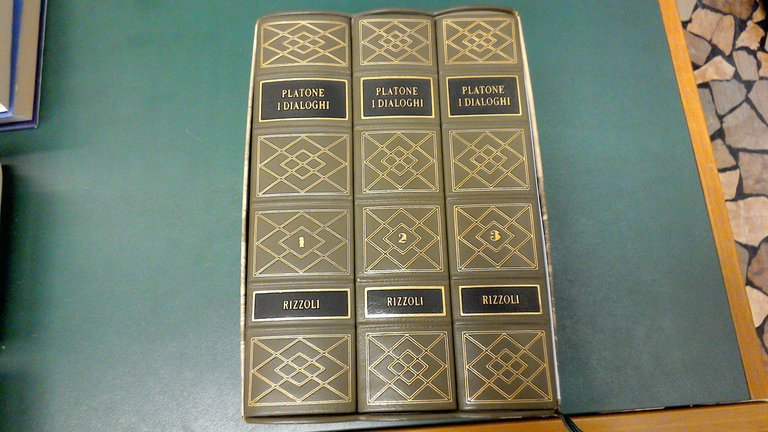 PLATONE
I DIALOGHI
1
RIZZOLI
PLATONE
I DIALOGHI
2
RIZZOLI
PLATONE
I DIALOGHI
3
RIZZOLI